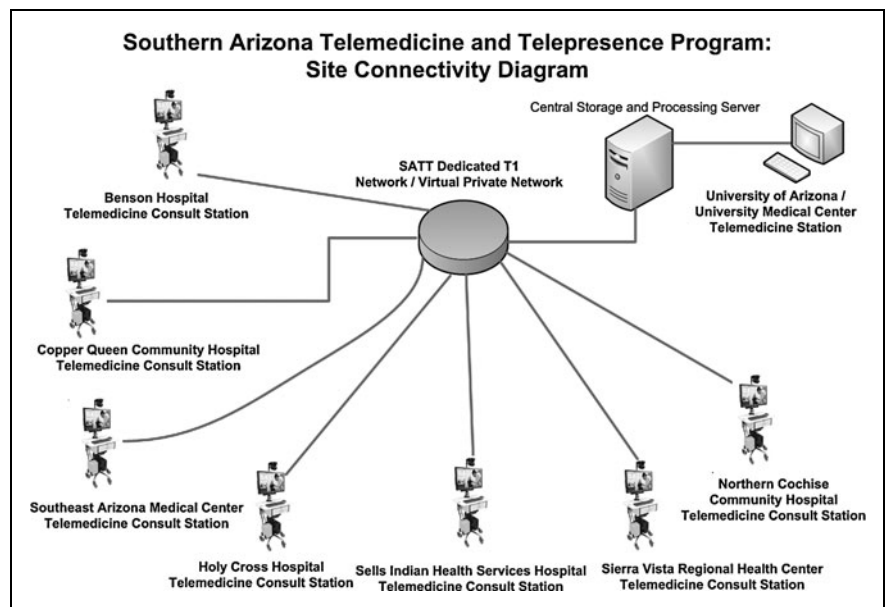 Southern Arizona Telemedicine and Telepresence Program:
Site Connectivity Diagram
Central Storage and Processing Server
SATT Dedicated T1
Network / Virtual Private Network
Benson Hospital
Telemedicine Consult Station
University of Arizona /
University Medical Center
Telemedicine Station
Copper Queen Community Hospital
Telemedicine Consult Station
Southeast Arizona Medical Center
Telemedicine Consult Station
Northern Cochise
Community Hospital
Telemedicine Consult Station
Holy Cross Hospital
Telemedicine Consult Station
Sells Indian Health Services Hospital
Telemedicine Consult Station
Sierra Vista Regional Health Center
Telemedicine Consult Station